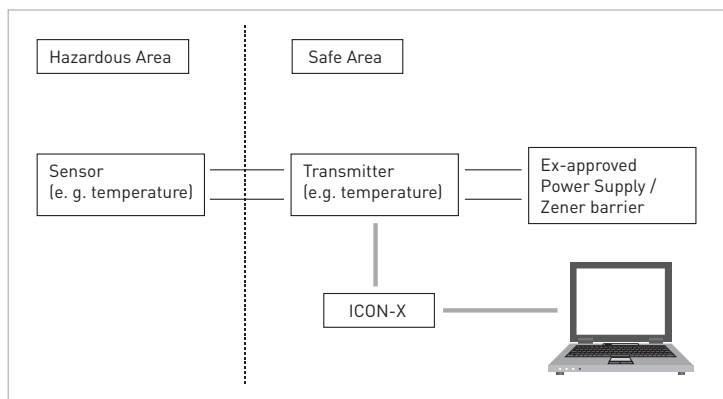 Hazardous Area
Safe Area
Sensor
(e. g. temperature)
Transmitter
(e.g. temperature)
Ex-approved
Power Supply /
Zener barrier
ICON-X